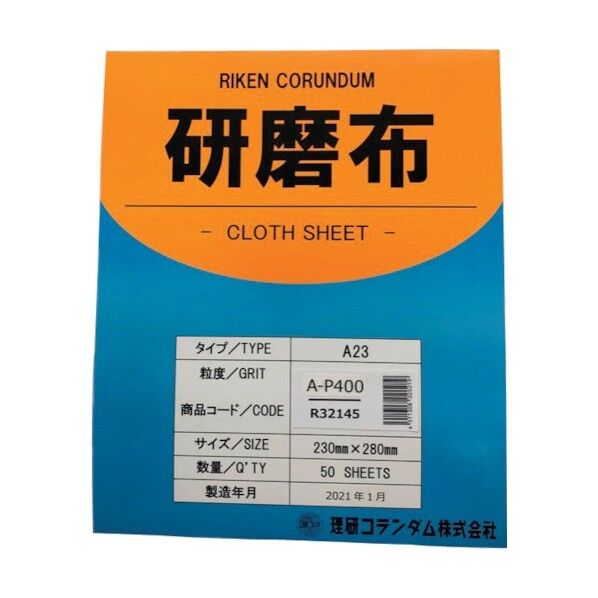 RIKEN CORUNDUM
研磨布
- CLOTH SHEET -
タイプ/TYPE A23
粒度/GRIT A-P400
商品コード/CODE R32145
サイズ/SIZE 230mm×280mm
数量/Q'TY 50 SHEETS
製造年月 2021年1月
理研コランダム株式会社